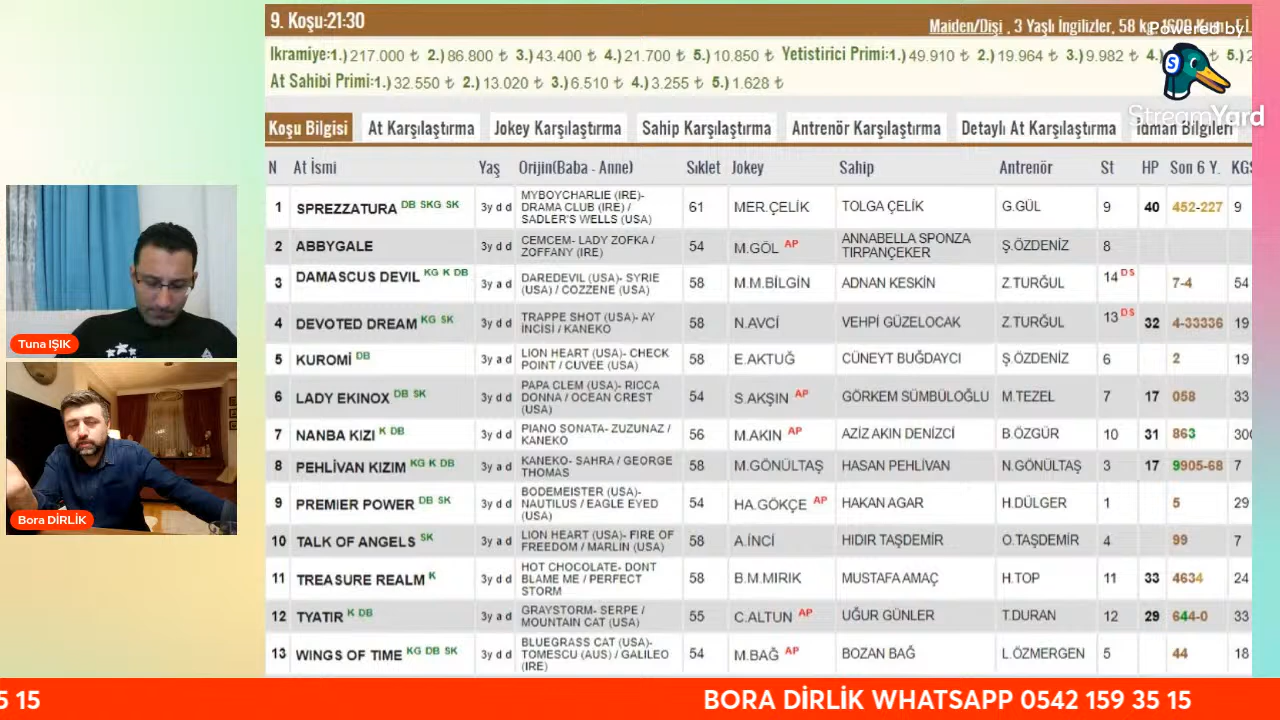 9. Koşu:21:30
Maiden/Dişi , 3 Yaşlı İngilizler, 58 kg,
Powered by
StreamYard
İkramiye:1.) 217.000 ₺ 2.) 86.800 ₺ 3.) 43.400 ₺ 4.) 21.700 ₺ 5.) 10.850 ₺ Yetistirici Primi:1.) 49.910 ₺ 2.) 19.964 ₺ 3.) 9.982 ₺ 4.)
At Sahibi Primi:1.) 32.550 ₺ 2.) 13.020 ₺ 3.) 6.510 ₺ 4.) 3.255 ₺ 5.) 1.628 ₺
Koşu Bilgisi At Karşılaştırma Jokey Karşılaştırma Sahip Karşılaştırma Antrenör Karşılaştırma Detaylı At Karşılaştırma İdman Bilgileri
N At İsmi Yaş Orijin(Baba - Anne) Sıklet Jokey Sahip Antrenör St HP Son 6 Y. KGS
1 SPREZZATURA DB SKG SK 3y d d MYBOYCHARLIE (IRE)- DRAMA CLUB (IRE) / SADLER'S WELLS (USA) 61 MER.ÇELİK TOLGA ÇELİK G.GÜL 9 40 452-227 9
2 ABBYGALE 3y d d CEMCEM- LADY ZOFKA / ZOFFANY (IRE) 54 M.GÖL AP ANNABELLA SPONZA TIRPANÇEKER Ş.ÖZDENİZ 8
3 DAMASCUS DEVIL KG K DB 3y a d DAREDEVIL (USA)- SYRIE (USA) / COZZENE (USA) 58 M.M.BİLGİN ADNAN KESKİN Z.TURĞUL 14 DS 7-4 54
4 DEVOTED DREAM KG SK 3y d d TRAPPE SHOT (USA)- AY İNCİSİ / KANEKO 58 N.AVCİ VEHPİ GÜZELOCAK Z.TURĞUL 13 DS 32 4-33336 19
5 KUROMİ DB 3y a d LION HEART (USA)- CHECK POINT / CUVEE (USA) 58 E.AKTUĞ CÜNEYT BUĞDAYCI Ş.ÖZDENİZ 6 2 19
6 LADY EKINOX DB SK 3y d d PAPA CLEM (USA)- RICCA DONNA / OCEAN CREST (USA) 54 S.AKŞIN AP GÖRKEM SÜMBÜLOĞLU M.TEZEL 7 17 058 33
7 NANBA KIZI K DB 3y d d PIANO SONATA- ZUZUNAZ / KANEKO 56 M.AKIN AP AZİZ AKIN DENİZCİ B.ÖZGÜR 10 31 863 300
8 PEHLİVAN KIZIM KG K DB 3y a d KANEKO- SAHRA / GEORGE THOMAS 58 M.GÖNÜLTAŞ HASAN PEHLİVAN N.GÖNÜLTAŞ 3 17 9905-68 7
9 PREMIER POWER DB SK 3y d d BODEMEISTER (USA)- NAUTILUS / EAGLE EYED (USA) 54 HA.GÖKÇE AP HAKAN AGAR H.DÜLGER 1 5 29
10 TALK OF ANGELS SK 3y a d LION HEART (USA)- FIRE OF FREEDOM / MARLIN (USA) 58 A.İNCİ HIDIR TAŞDEMİR O.TAŞDEMİR 4 99 7
11 TREASURE REALM K 3y d d HOT CHOCOLATE- DONT BLAME ME / PERFECT STORM 58 B.M.MIRIK MUSTAFA AMAÇ H.TOP 11 33 4634 24
12 TYATIR K DB 3y a d GRAYSTORM- SERPE / MOUNTAIN CAT (USA) 55 C.ALTUN AP UĞUR GÜNLER T.DURAN 12 29 644-0 33
13 WINGS OF TIME KG DB SK 3y d d BLUEGRASS CAT (USA)- TOMESCU (AUS) / GALILEO (IRE) 54 M.BAĞ AP BOZAN BAĞ L.ÖZMERGEN 5 44 18
Tuna IŞIK
Bora DİRLİK
5 15
BORA DİRLİK WHATSAPP 0542 159 35 15